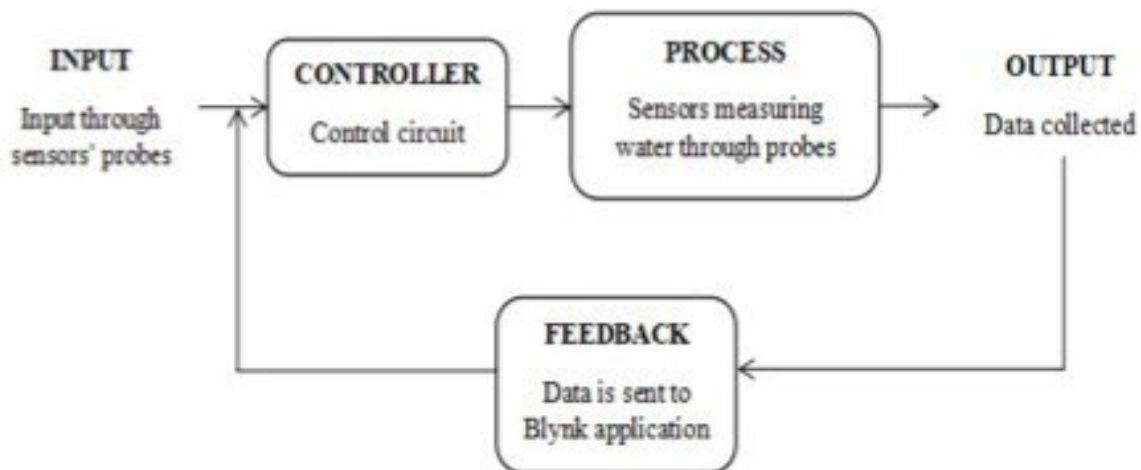 INPUT
Input through
sensors' probes
CONTROLLER
Control circuit
PROCESS
Sensors measuring
water through probes
OUTPUT
Data collected
FEEDBACK
Data is sent to
Blynk application